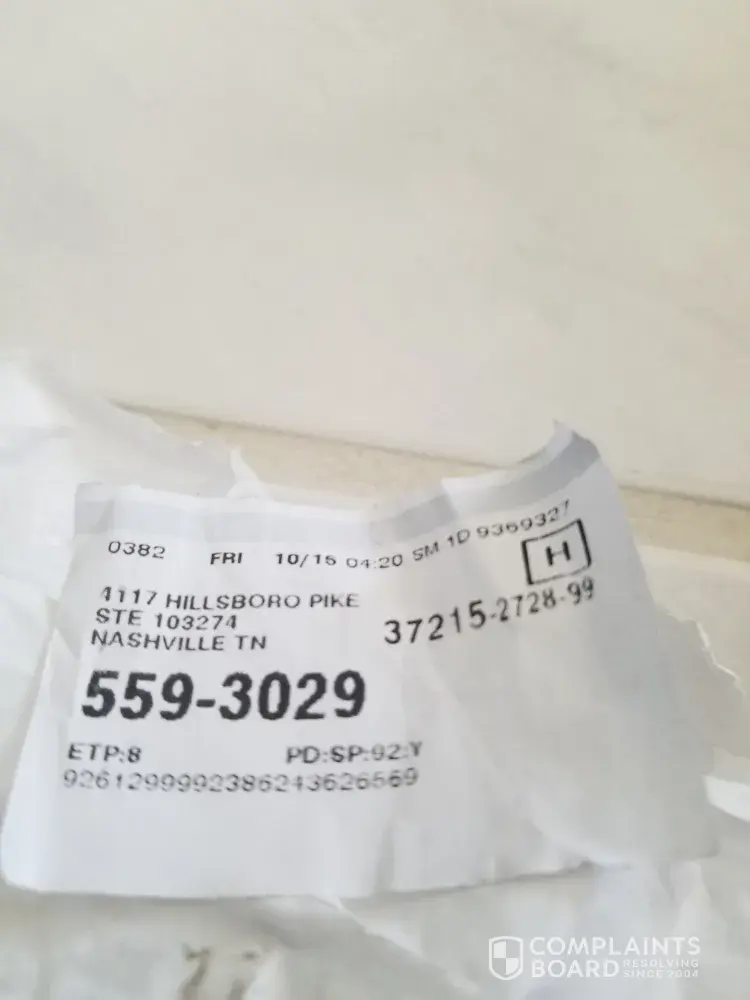 0382 FRI 10/15 04:20 SM 1D 9369327
H
4117 HILLSBORO PIKE
STE 103274
NASHVILLE TN
37215-2728-99
559-3029
ETP:8 PD:SP:92:Y
9261299992386243626569
COMPLAINTS
BOARD RESOLVING
SINCE 2004